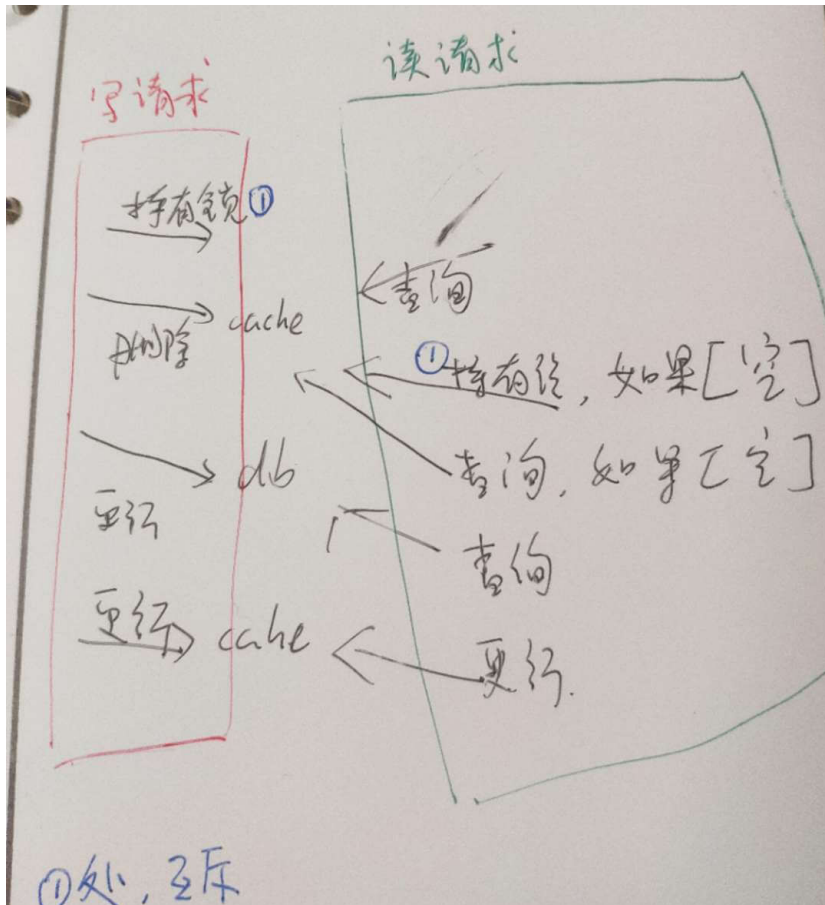 写请求
读请求
持有锁①
查询
删除 cache
①持有锁, 如果[空]
db 查询, 如果[空]
更新
查询
更新 cahe
更新.
①处, 互斥